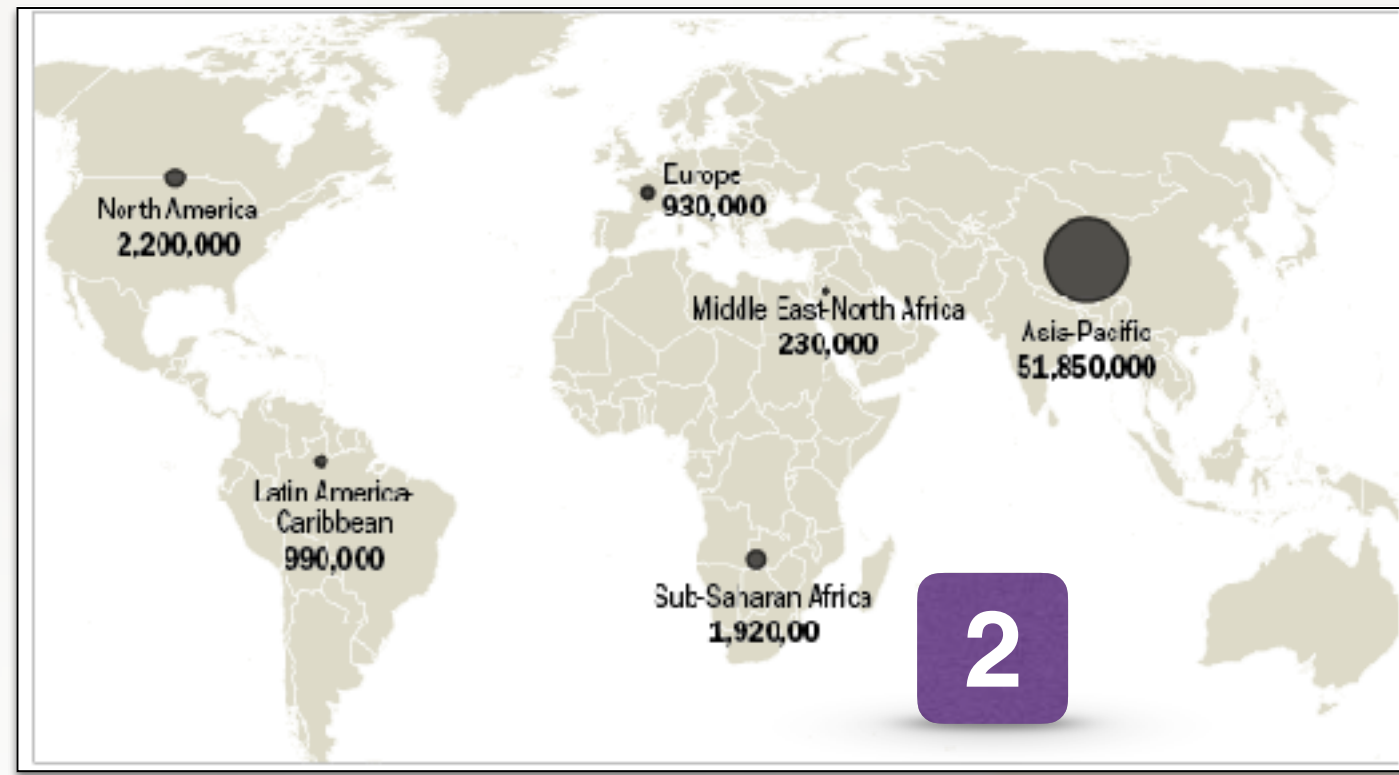 Europe
930,000
North America
2,200,000
Middle East-North Africa
230,000
Asia-Pacific
51,850,000
Latin America-
Caribbean
990,000
Sub-Saharan Africa
1,920,00
2